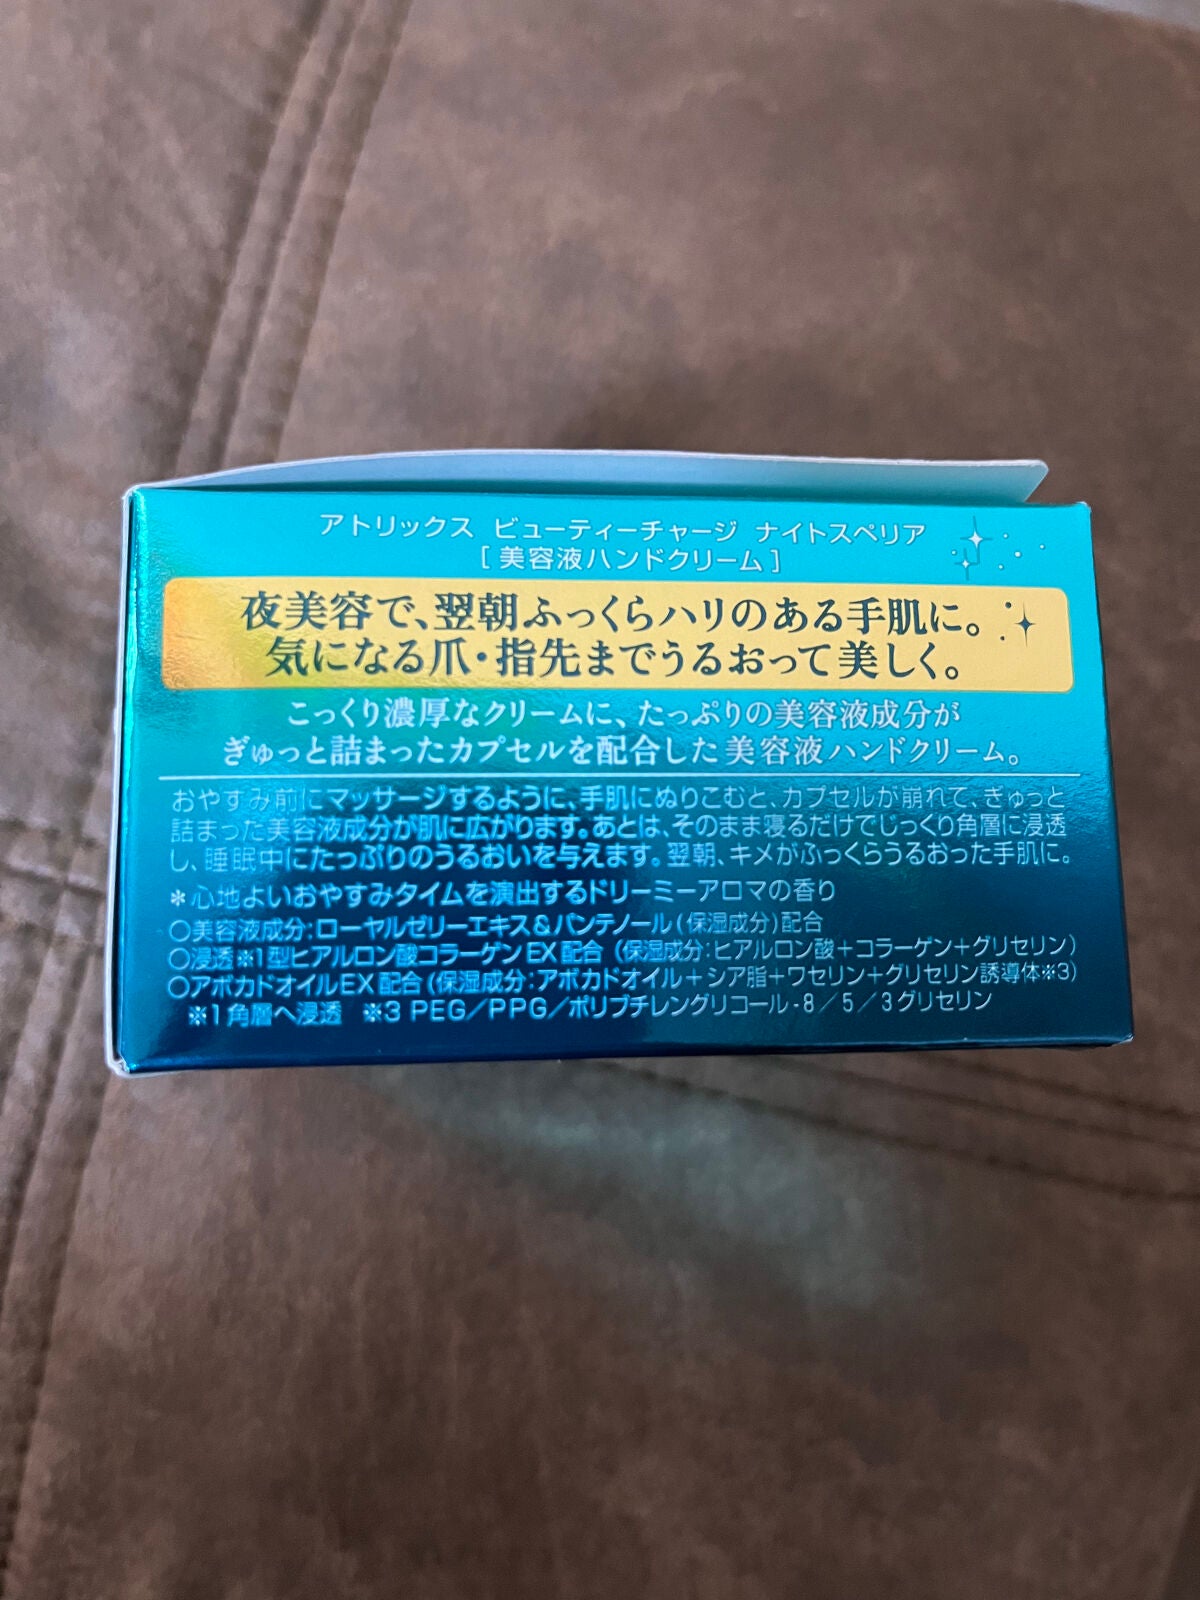 アトリックス ビューティーチャージ ナイトスペリア
[ 美容液ハンドクリーム ]
夜美容で、翌朝ふっくらハリのある手肌に。
気になる爪・指先までうるおって美しく。
こっくり濃厚なクリームに、たっぷりの美容液成分が
ぎゅっと詰まったカプセルを配合した美容液ハンドクリーム。
おやすみ前にマッサージするように、手肌にぬりこむと、カプセルが崩れて、ぎゅっと
詰まった美容液成分が肌に広がります。あとは、そのまま寝るだけでじっくり角層に浸透
し、睡眠中にたっぷりのうるおいを与えます。翌朝、キメがふっくらうるおった手肌に。
＊心地よいおやすみタイムを演出するドリーミーアロマの香り
○美容液成分:ローヤルゼリーエキス&パンテノール(保湿成分)配合
○浸透※1型ヒアルロン酸コラーゲンEX配合 (保湿成分:ヒアルロン酸+コラーゲン+グリセリン)
○アボカドオイルEX配合(保湿成分:アボカドオイル+シア脂+ワセリン+グリセリン誘導体※3)
※1角層へ浸透 ※3 PEG/PPG/ポリブチレングリコール-8/5/3グリセリン